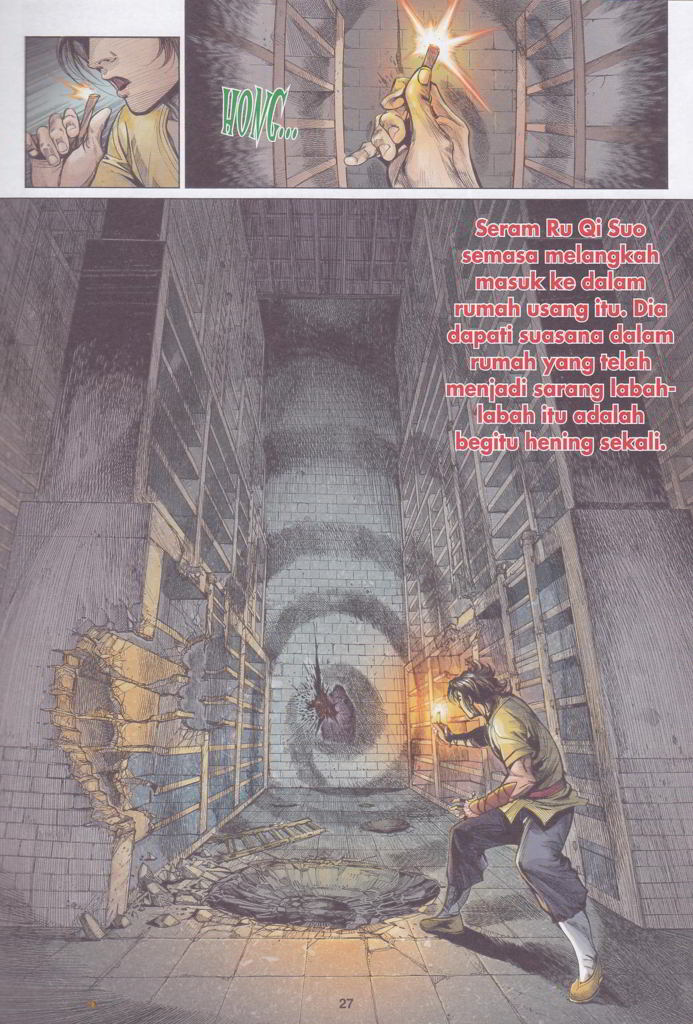 HONG...
Seram Ru Qi Suo
semasa melangkah
masuk ke dalam
rumah usang itu. Dia
dapati suasana dalam
rumah yang telah
menjadi sarang labah-
labah itu adalah
begitu hening sekali.
27